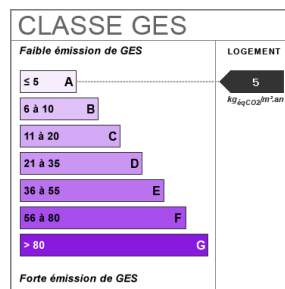 CLASSE GES
Faible émission de GES
LOGEMENT
≤ 5 A
5
kgéqCO2/m².an
6 à 10 B
11 à 20 C
21 à 35 D
36 à 55 E
56 à 80 F
> 80 G
Forte émission de GES